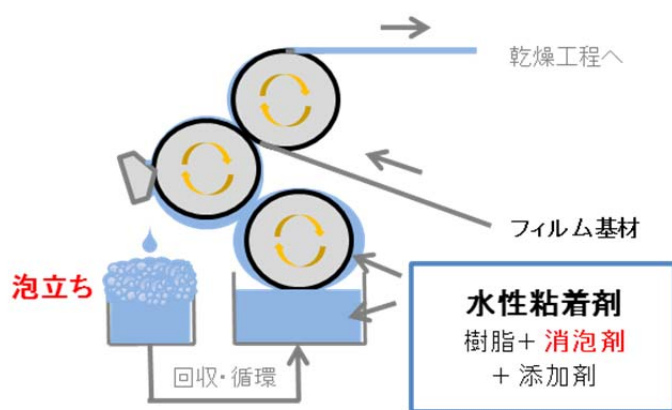 乾燥工程へ
フィルム基材
泡立ち
水性粘着剤
樹脂+ 消泡剤
+ 添加剤
回収・循環